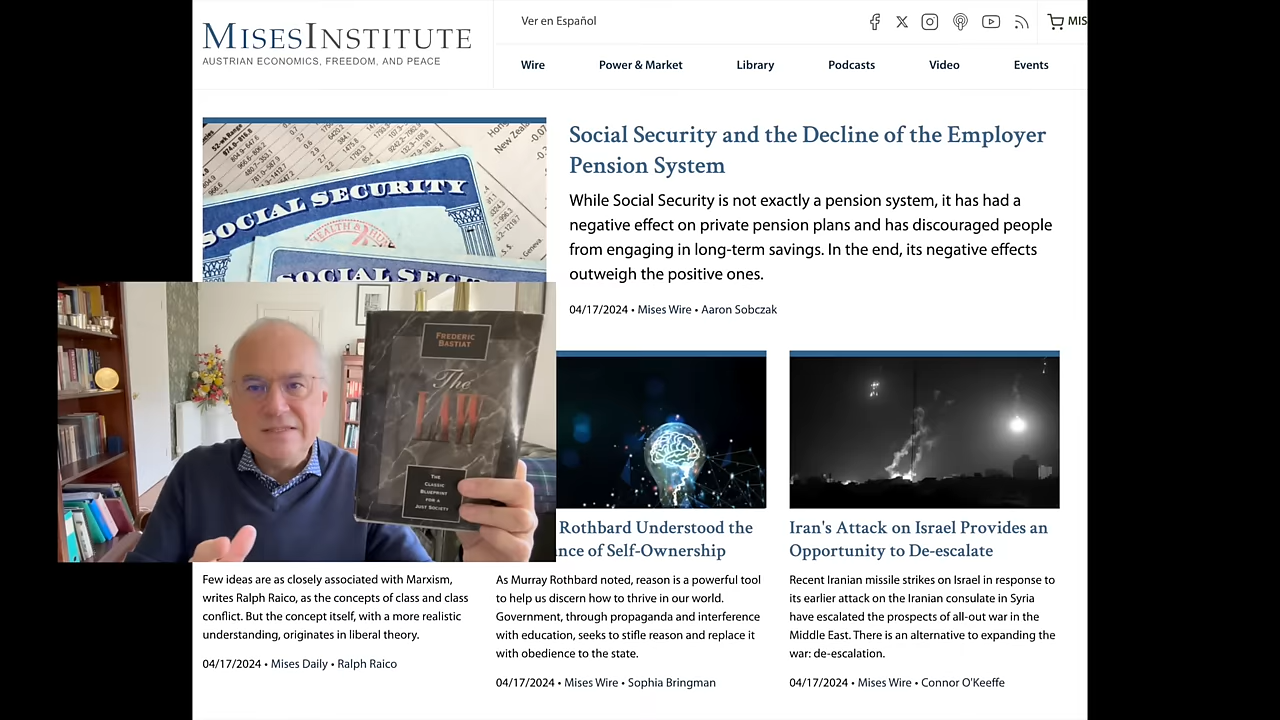 MISESINSTITUTE
AUSTRIAN ECONOMICS, FREEDOM, AND PEACE
Ver en Español
MIS
Wire
Power & Market
Library
Podcasts
Video
Events
SOCIAL SECURITY
HEALTH & HU
SOCIAL SECU
Social Security and the Decline of the Employer
Pension System
While Social Security is not exactly a pension system, it has had a
negative effect on private pension plans and has discouraged people
from engaging in long-term savings. In the end, its negative effects
outweigh the positive ones.
04/17/2024 • Mises Wire • Aaron Sobczak
FREDERIC
BASTIAT
The
LAW
THE
CLASSIC
BLUEPRINT
FOR A
JUST SOCIETY
Few ideas are as closely associated with Marxism,
writes Ralph Raico, as the concepts of class and class
conflict. But the concept itself, with a more realistic
understanding, originates in liberal theory.
04/17/2024 • Mises Daily • Ralph Raico
Rothbard Understood the
nce of Self-Ownership
As Murray Rothbard noted, reason is a powerful tool
to help us discern how to thrive in our world.
Government, through propaganda and interference
with education, seeks to stifle reason and replace it
with obedience to the state.
04/17/2024 • Mises Wire • Sophia Bringman
Iran's Attack on Israel Provides an
Opportunity to De-escalate
Recent Iranian missile strikes on Israel in response to
its earlier attack on the Iranian consulate in Syria
have escalated the prospects of all-out war in the
Middle East. There is an alternative to expanding the
war: de-escalation.
04/17/2024 • Mises Wire • Connor O'Keeffe